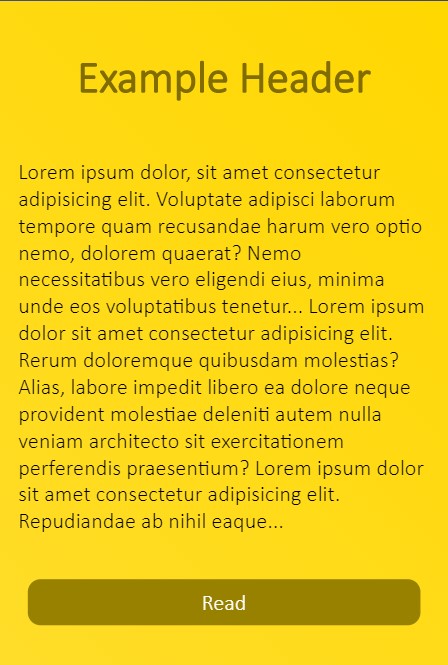 Example Header
Lorem ipsum dolor, sit amet consectetur
adipisicing elit. Voluptate adipisci laborum
tempore quam recusandae harum vero optio
nemo, dolorem quaerat? Nemo
necessitatibus vero eligendi eius, minima
unde eos voluptatibus tenetur... Lorem ipsum
dolor sit amet consectetur adipisicing elit.
Rerum doloremque quibusdam molestias?
Alias, labore impedit libero ea dolore neque
provident molestiae deleniti autem nulla
veniam architecto sit exercitationem
perferendis praesentium? Lorem ipsum dolor
sit amet consectetur adipisicing elit.
Repudiandae ab nihil eaque...
Read